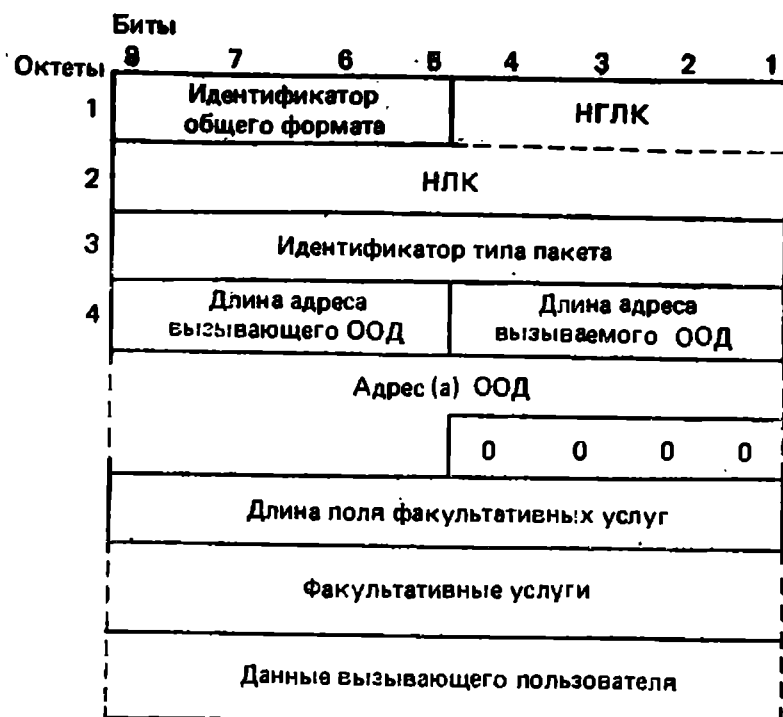 Биты
8 7 6 5 4 3 2 1
Октеты
1 Идентификатор общего формата НГЛК
2 НЛК
3 Идентификатор типа пакета
4 Длина адреса вызывающего ООД Длина адреса вызываемого ООД
Адрес (а) ООД
0 0 0 0
Длина поля факультативных услуг
Факультативные услуги
Данные вызывающего пользователя